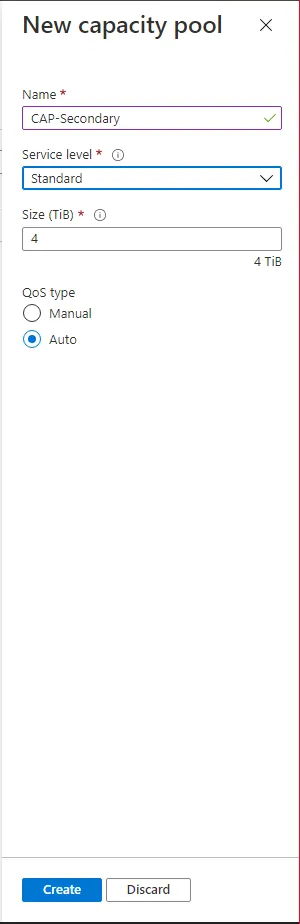 New capacity pool
Name *
CAP-Secondary
Service level *
Standard
Size (TiB) *
4
4 TiB
QoS type
Manual
Auto
Create
Discard